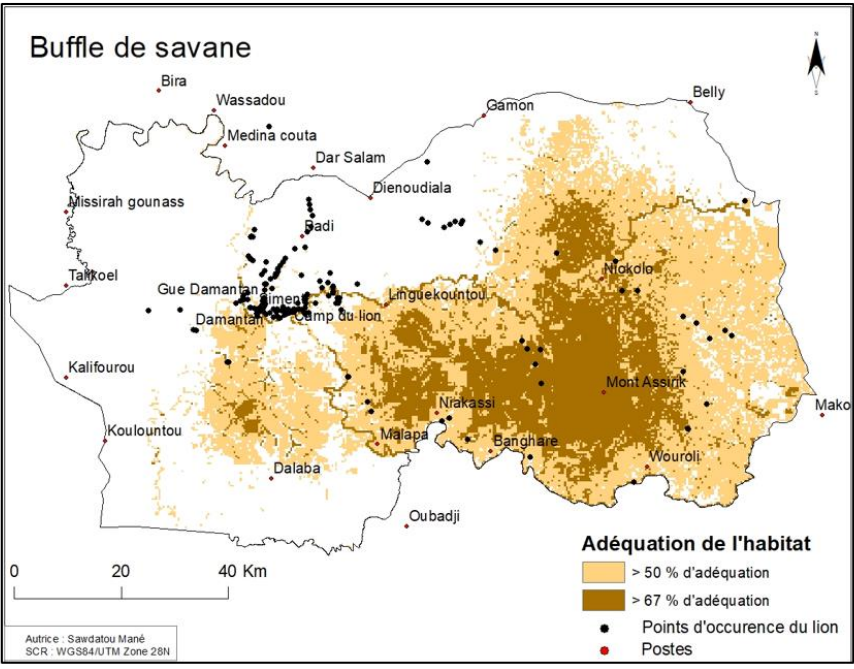 Buffle de savane
N
S
Bira
Wassadou
Belly
Gamon
Medina couta
Dar Salam
Dienoudiala
Missirah gounass
Badi
Niokolo
Talikoel
Gue Damantan
Simenti
Linguekountou
Damantan
Camp du lion
Kalifourou
Mont Assirik
Mako
Niakassi
Koulountou
Malapa
Banghare
Wouroli
Dalaba
Oubadji
Adéquation de l'habitat
> 50 % d'adéquation
> 67 % d'adéquation
Points d'occurence du lion
Postes
0 20 40 Km
Autrice : Sawdatou Mané
SCR : WGS84/UTM Zone 28N